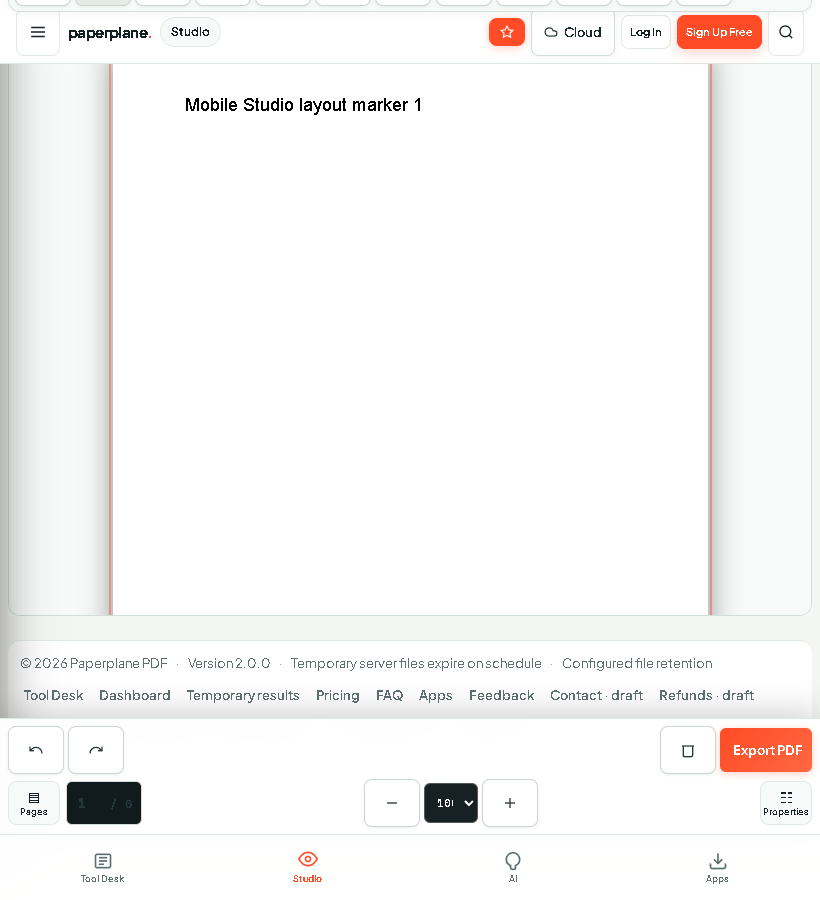 paperplane.
Studio
Cloud
Log In
Sign Up Free
Mobile Studio layout marker 1
© 2026 Paperplane PDF · Version 2.0.0 · Temporary server files expire on schedule · Configured file retention
Tool Desk Dashboard Temporary results Pricing FAQ Apps Feedback Contact · draft Refunds · draft
Export PDF
Pages
1 / 0
Properties
Tool Desk
Studio
AI
Apps